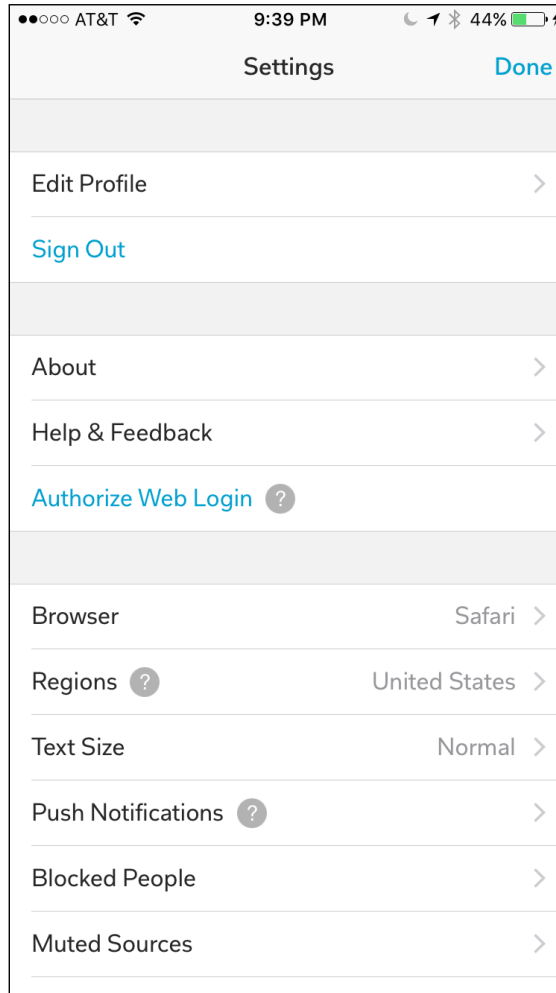 AT&T 9:39 PM 44%
Settings Done
Edit Profile
Sign Out
About
Help & Feedback
Authorize Web Login ?
Browser Safari
Regions ? United States
Text Size Normal
Push Notifications ?
Blocked People
Muted Sources